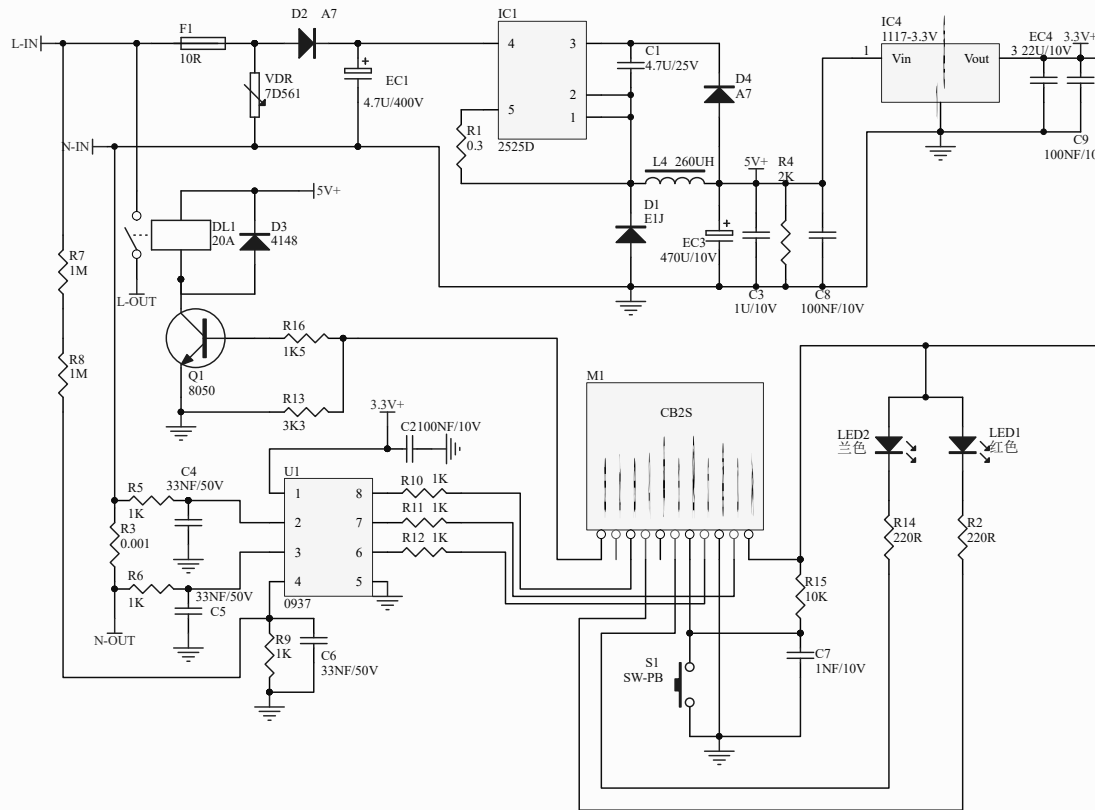 D2 A7
IC1
IC4
1117-3.3V
L-IN
F1
10R
4
3
C1
4.7U/25V
1
Vin
Vout
3
EC4
22U/10V
3.3V+
VDR
7D561
EC1
4.7U/400V
D4
A7
5
2
1
R1
0.3
2525D
N-IN
C9
100NF/10
L4 260UH
5V+
R4
2K
5V+
DL1
20A
D3
4148
D1
E1J
EC3
470U/10V
R7
1M
L-OUT
C3
1U/10V
C8
100NF/10V
R16
1K5
R8
1M
Q1
8050
R13
3K3
M1
CB2S
3.3V+
C2100NF/10V
LED2
兰色
LED1
红色
C4
33NF/50V
U1
R5
1K
1
2
3
4
8
7
6
5
R10 1K
R11 1K
R12 1K
R3
0.001
R14
220R
R2
220R
R6
1K
33NF/50V
C5
0937
R15
10K
N-OUT
R9
1K
C6
33NF/50V
S1
SW-PB
C7
1NF/10V